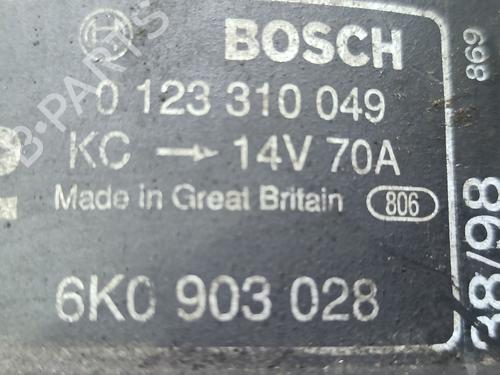 BOSCH
0 123 310 049
KC → 14V 70A
Made in Great Britain 806
6K0 903 028
869
38/98
B-PARTS